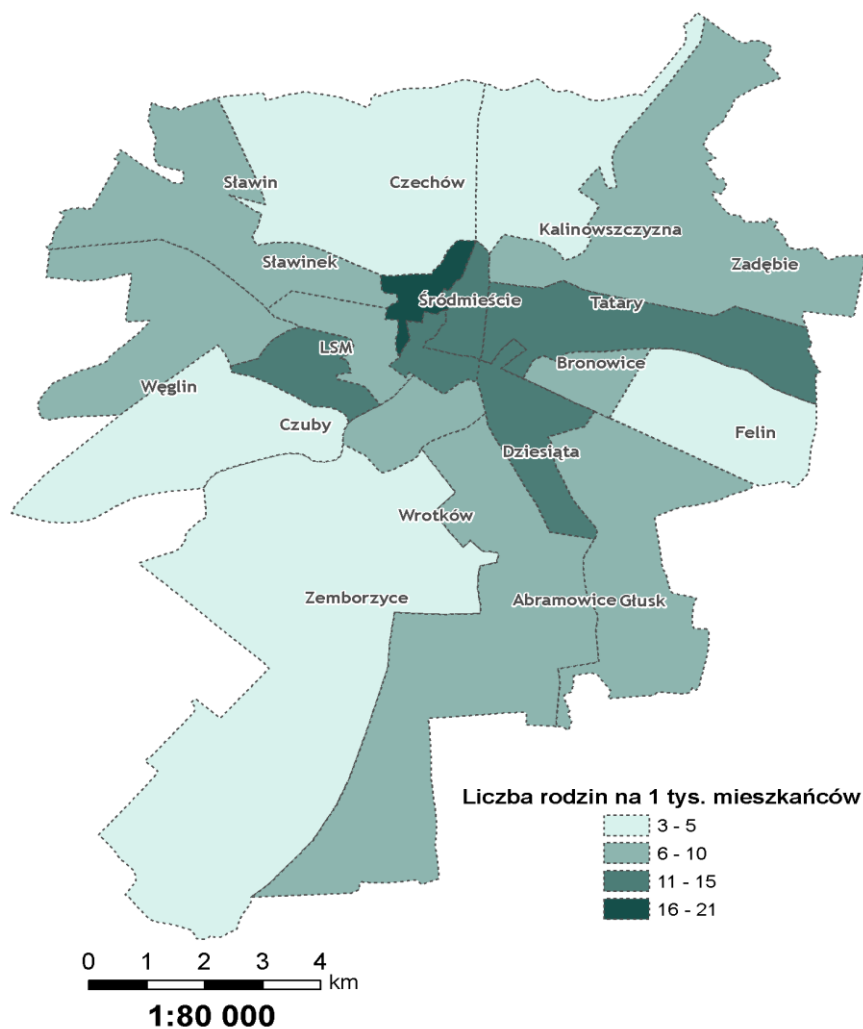 Sławin
Czechów
Kalinowszczyzna
Sławinek
Zadębie
Śródmieście
Tatary
LSM
Bronowice
Węglin
Czuby
Felin
Dziesiąta
Wrotków
Zemborzyce
Abramowice
Głusk
Liczba rodzin na 1 tys. mieszkańców
3 - 5
6 - 10
11 - 15
16 - 21
0 1 2 3 4
km
1:80 000